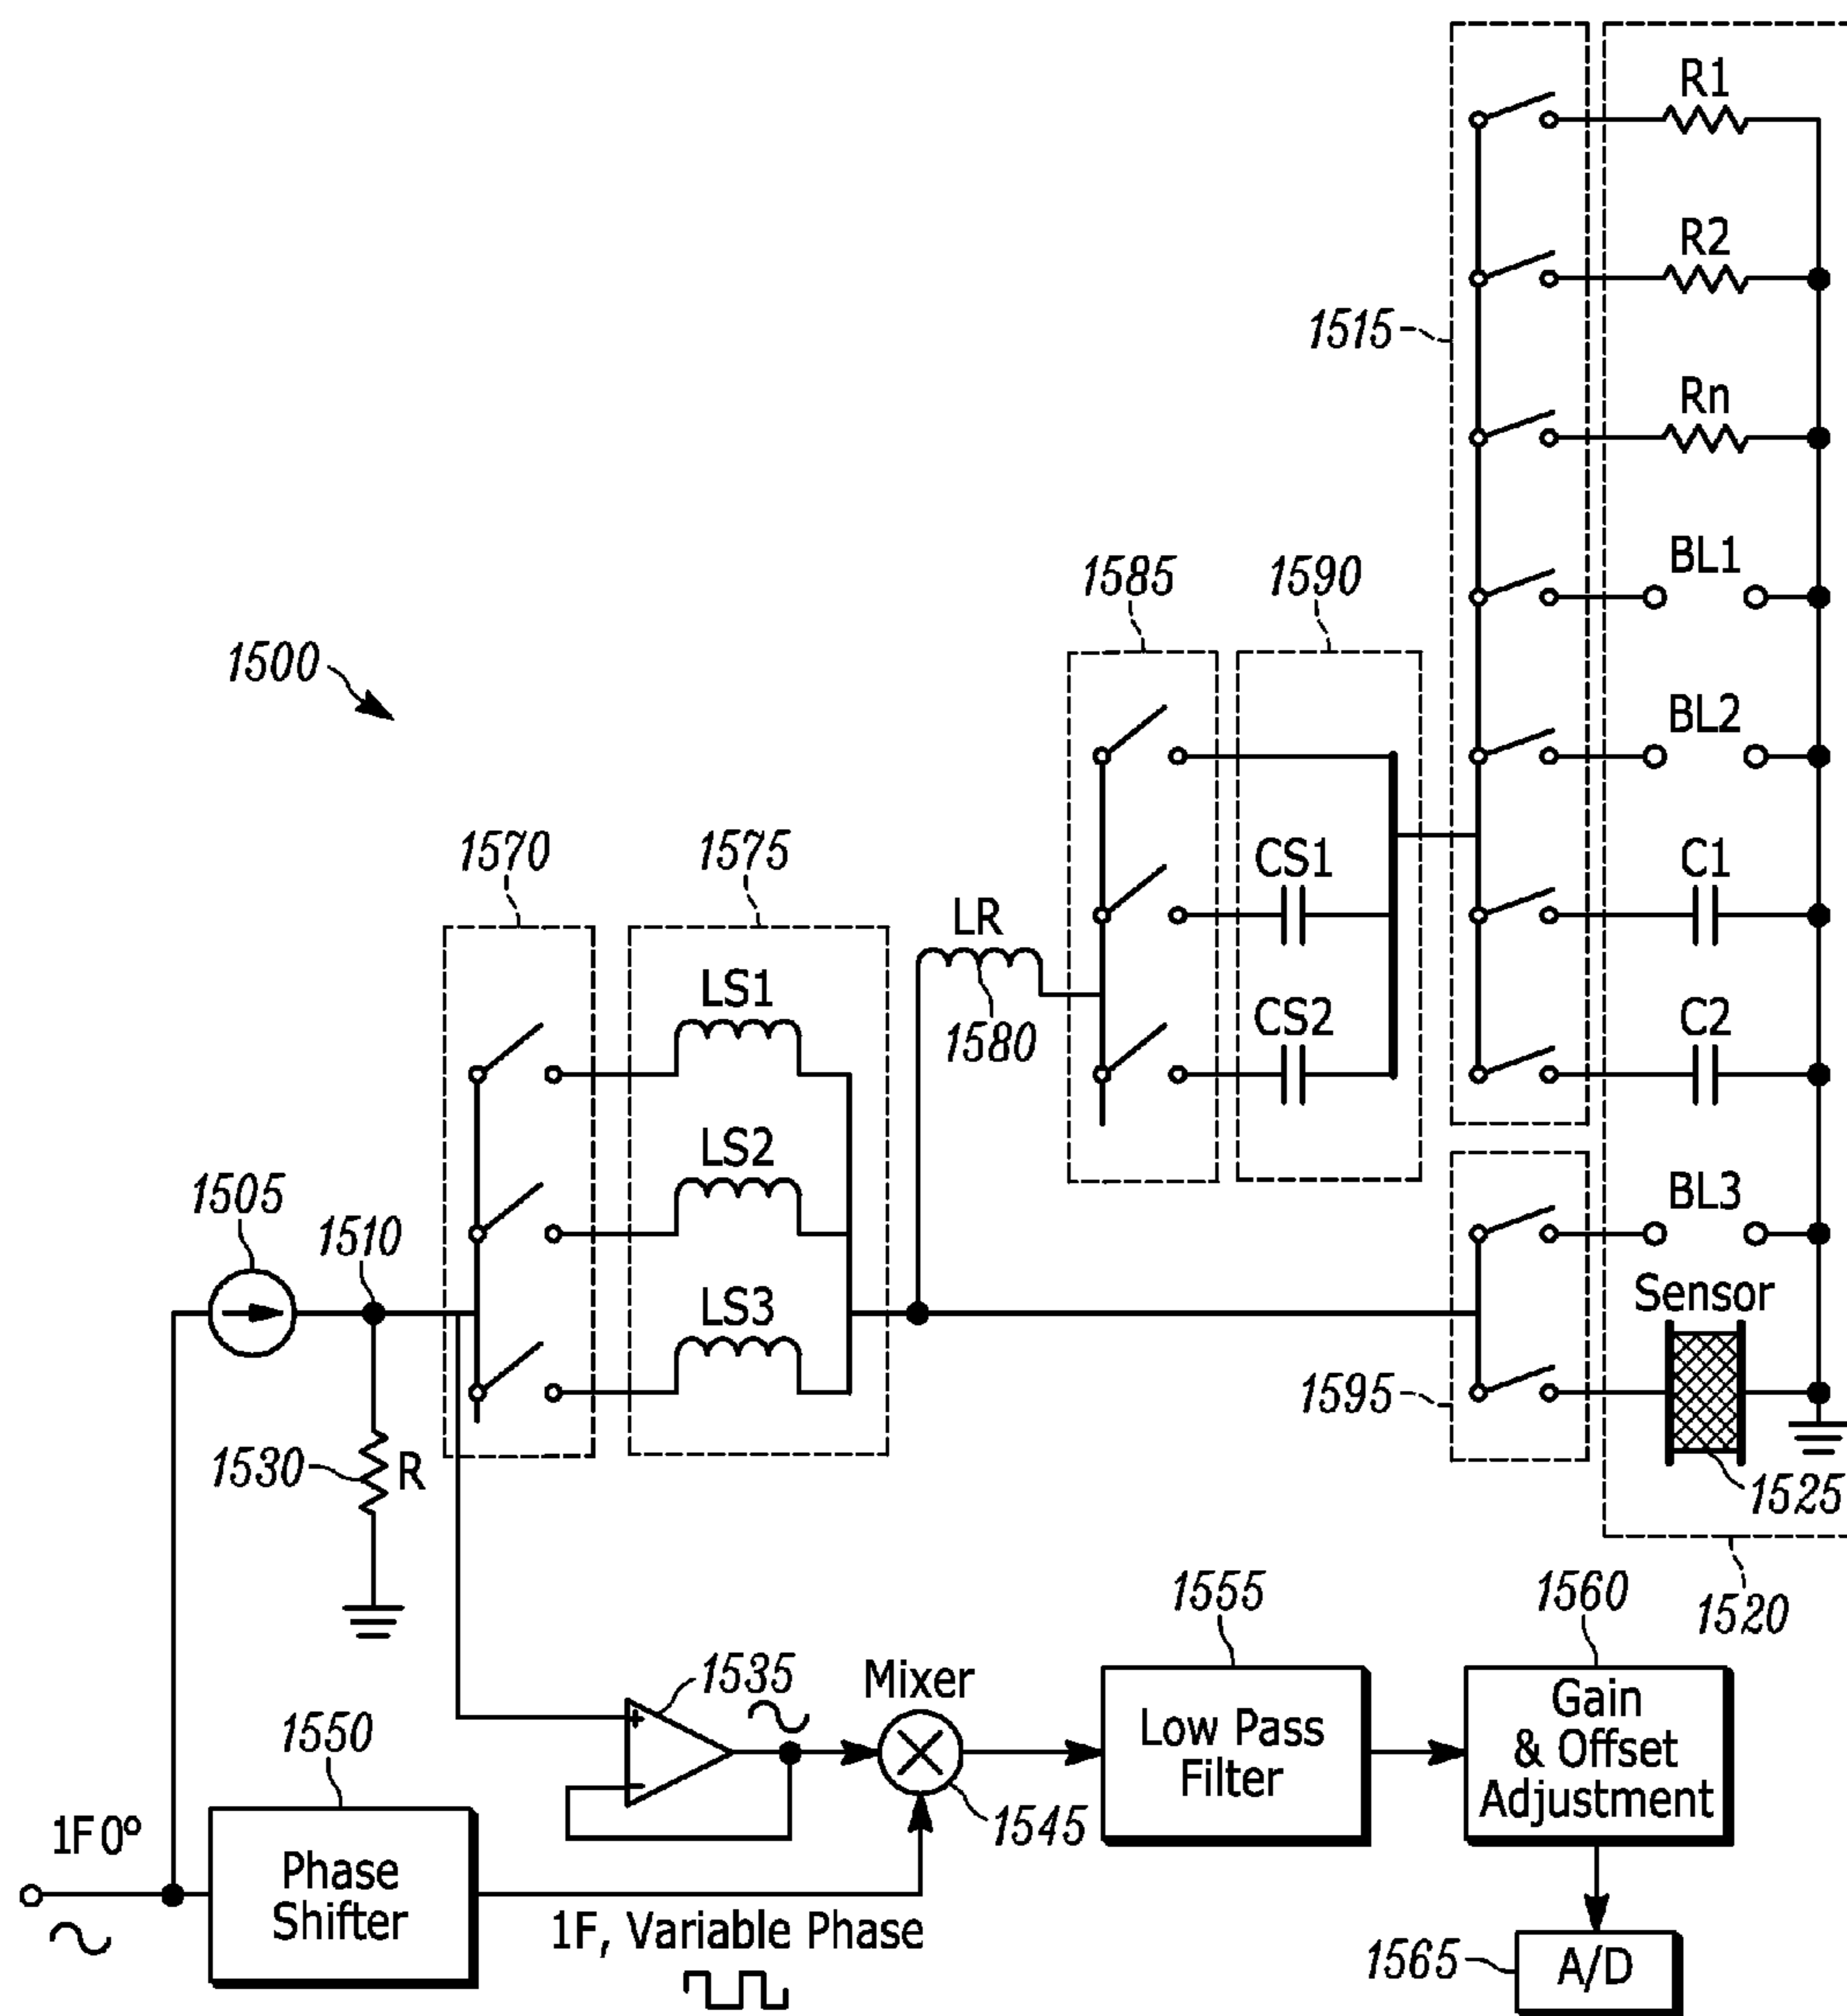 R1
R2
1515
Rn
1585
1590
BL1
1500
BL2
1570
1575
CS1
C1
LR
LS1
1580
CS2
C2
LS2
1505
1510
BL3
LS3
Sensor
1595
1530
R
1525
1555
1560
1520
1535
Mixer
1550
+
−
Low Pass
Filter
Gain
& Offset
Adjustment
1545
1F 0°
Phase
Shifter
1F, Variable Phase
1565
A/D